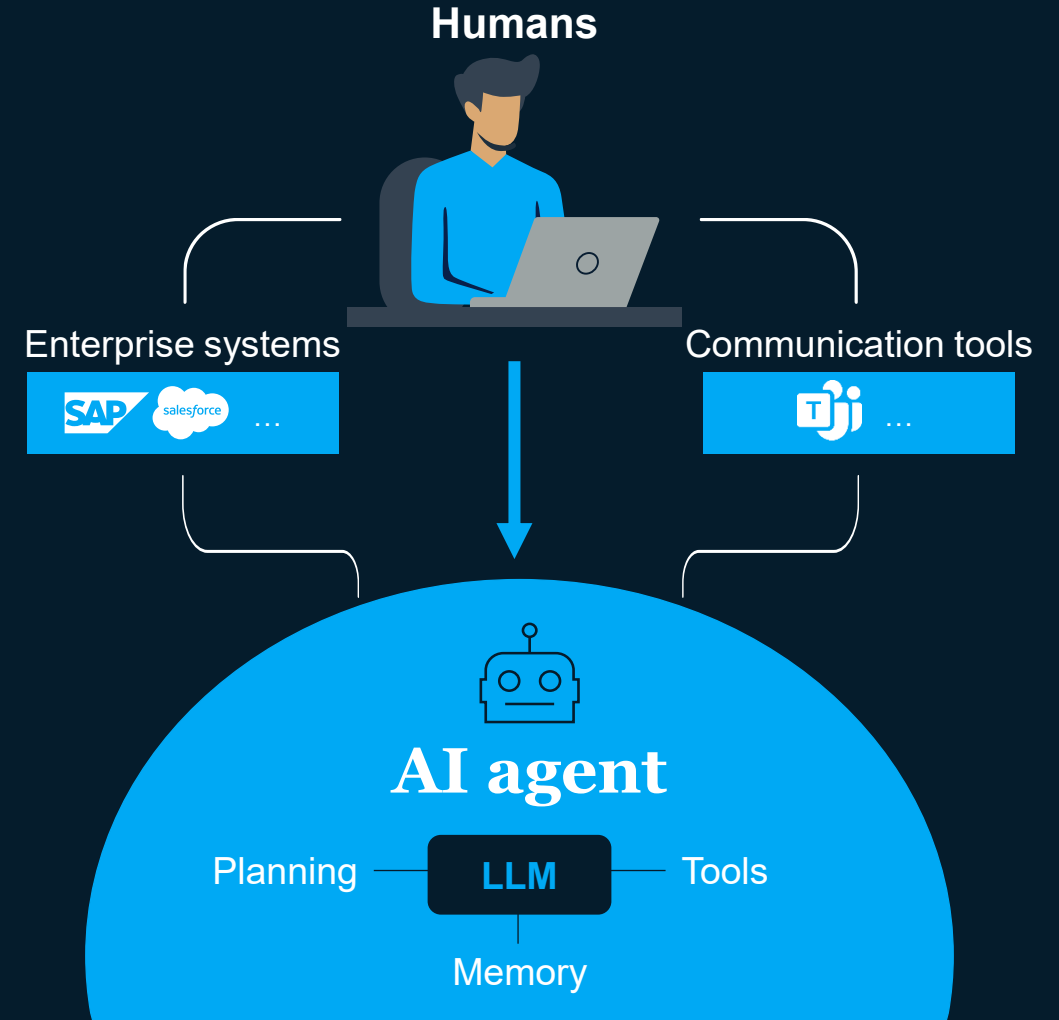 Humans
Enterprise systems
Communication tools
SAP salesforce ...
T ...
AI agent
Planning LLM Tools
Memory